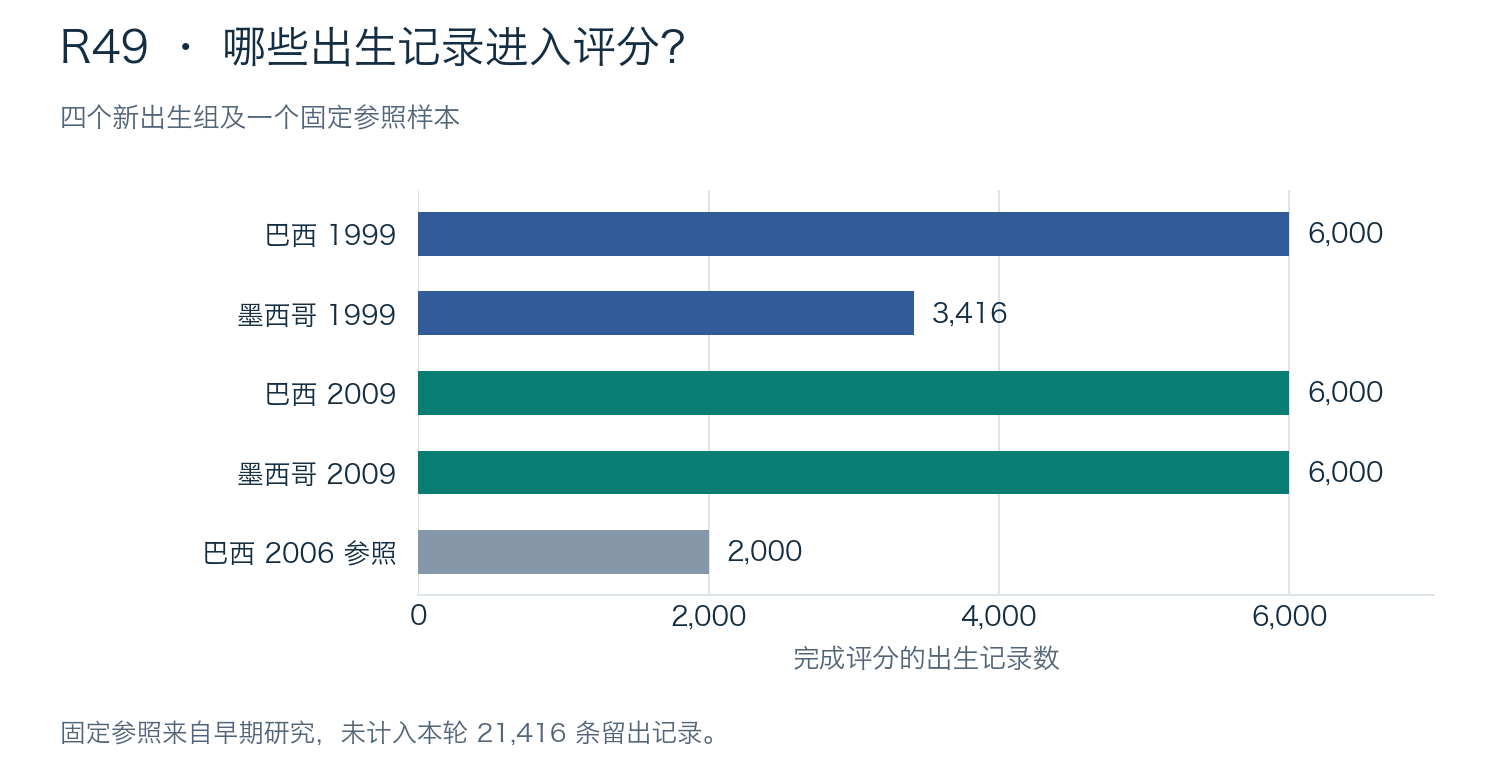 R49 · 哪些出生记录进入评分?
四个新出生组及一个固定参照样本
巴西 1999
6,000
墨西哥 1999
3,416
巴西 2009
6,000
墨西哥 2009
6,000
巴西 2006 参照
2,000
0 2,000 4,000 6,000
完成评分的出生记录数
固定参照来自早期研究，未计入本轮 21,416 条留出记录。